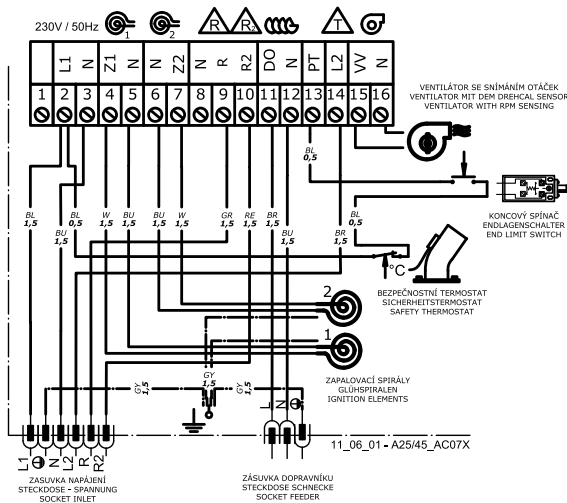 230V / 50Hz
1
2
R
R2
T
L1
N
Z1
N
N
Z2
N
R
R2
DO
N
PT
L2
VV
N
1
2
3
4
5
6
7
8
9
10
11
12
13
14
15
16
VENTILÁTOR SE SNÍMÁNIM OTÁČEK
VENTILATOR MIT DEM DREHCAL SENSOR
VENTILATOR WITH RPM SENSING
BL
0,5
KONCOVÝ SPÍNAČ
ENDLAGENSCHALTER
END LIMIT SWITCH
BL
1,5
BU
1,5
BL
0,5
W
1,5
BU
1,5
BU
1,5
W
1,5
GR
1,5
RE
1,5
BR
1,5
BU
1,5
BR
1,5
BL
0,5
°C
BEZPEČNOSTNÍ TERMOSTAT
SICHERHEITSTERMOSTAT
SAFETY THERMOSTAT
2
1
ZAPALOVACÍ SPIRÁLY
GLÜHSPIRALEN
IGNITION ELEMENTS
GY
1,5
GY
1,5
GY
1,5
L
N
11_06_01 - A25/45_AC07X
L1
N
L2
R
R2
ZASUVKA NAPÁJENÍ
STECKDOSE - SPANNUNG
SOCKET INLET
ZÁSUVKA DOPRAVNÍKU
STECKDOSE SCHNECKE
SOCKET FEEDER